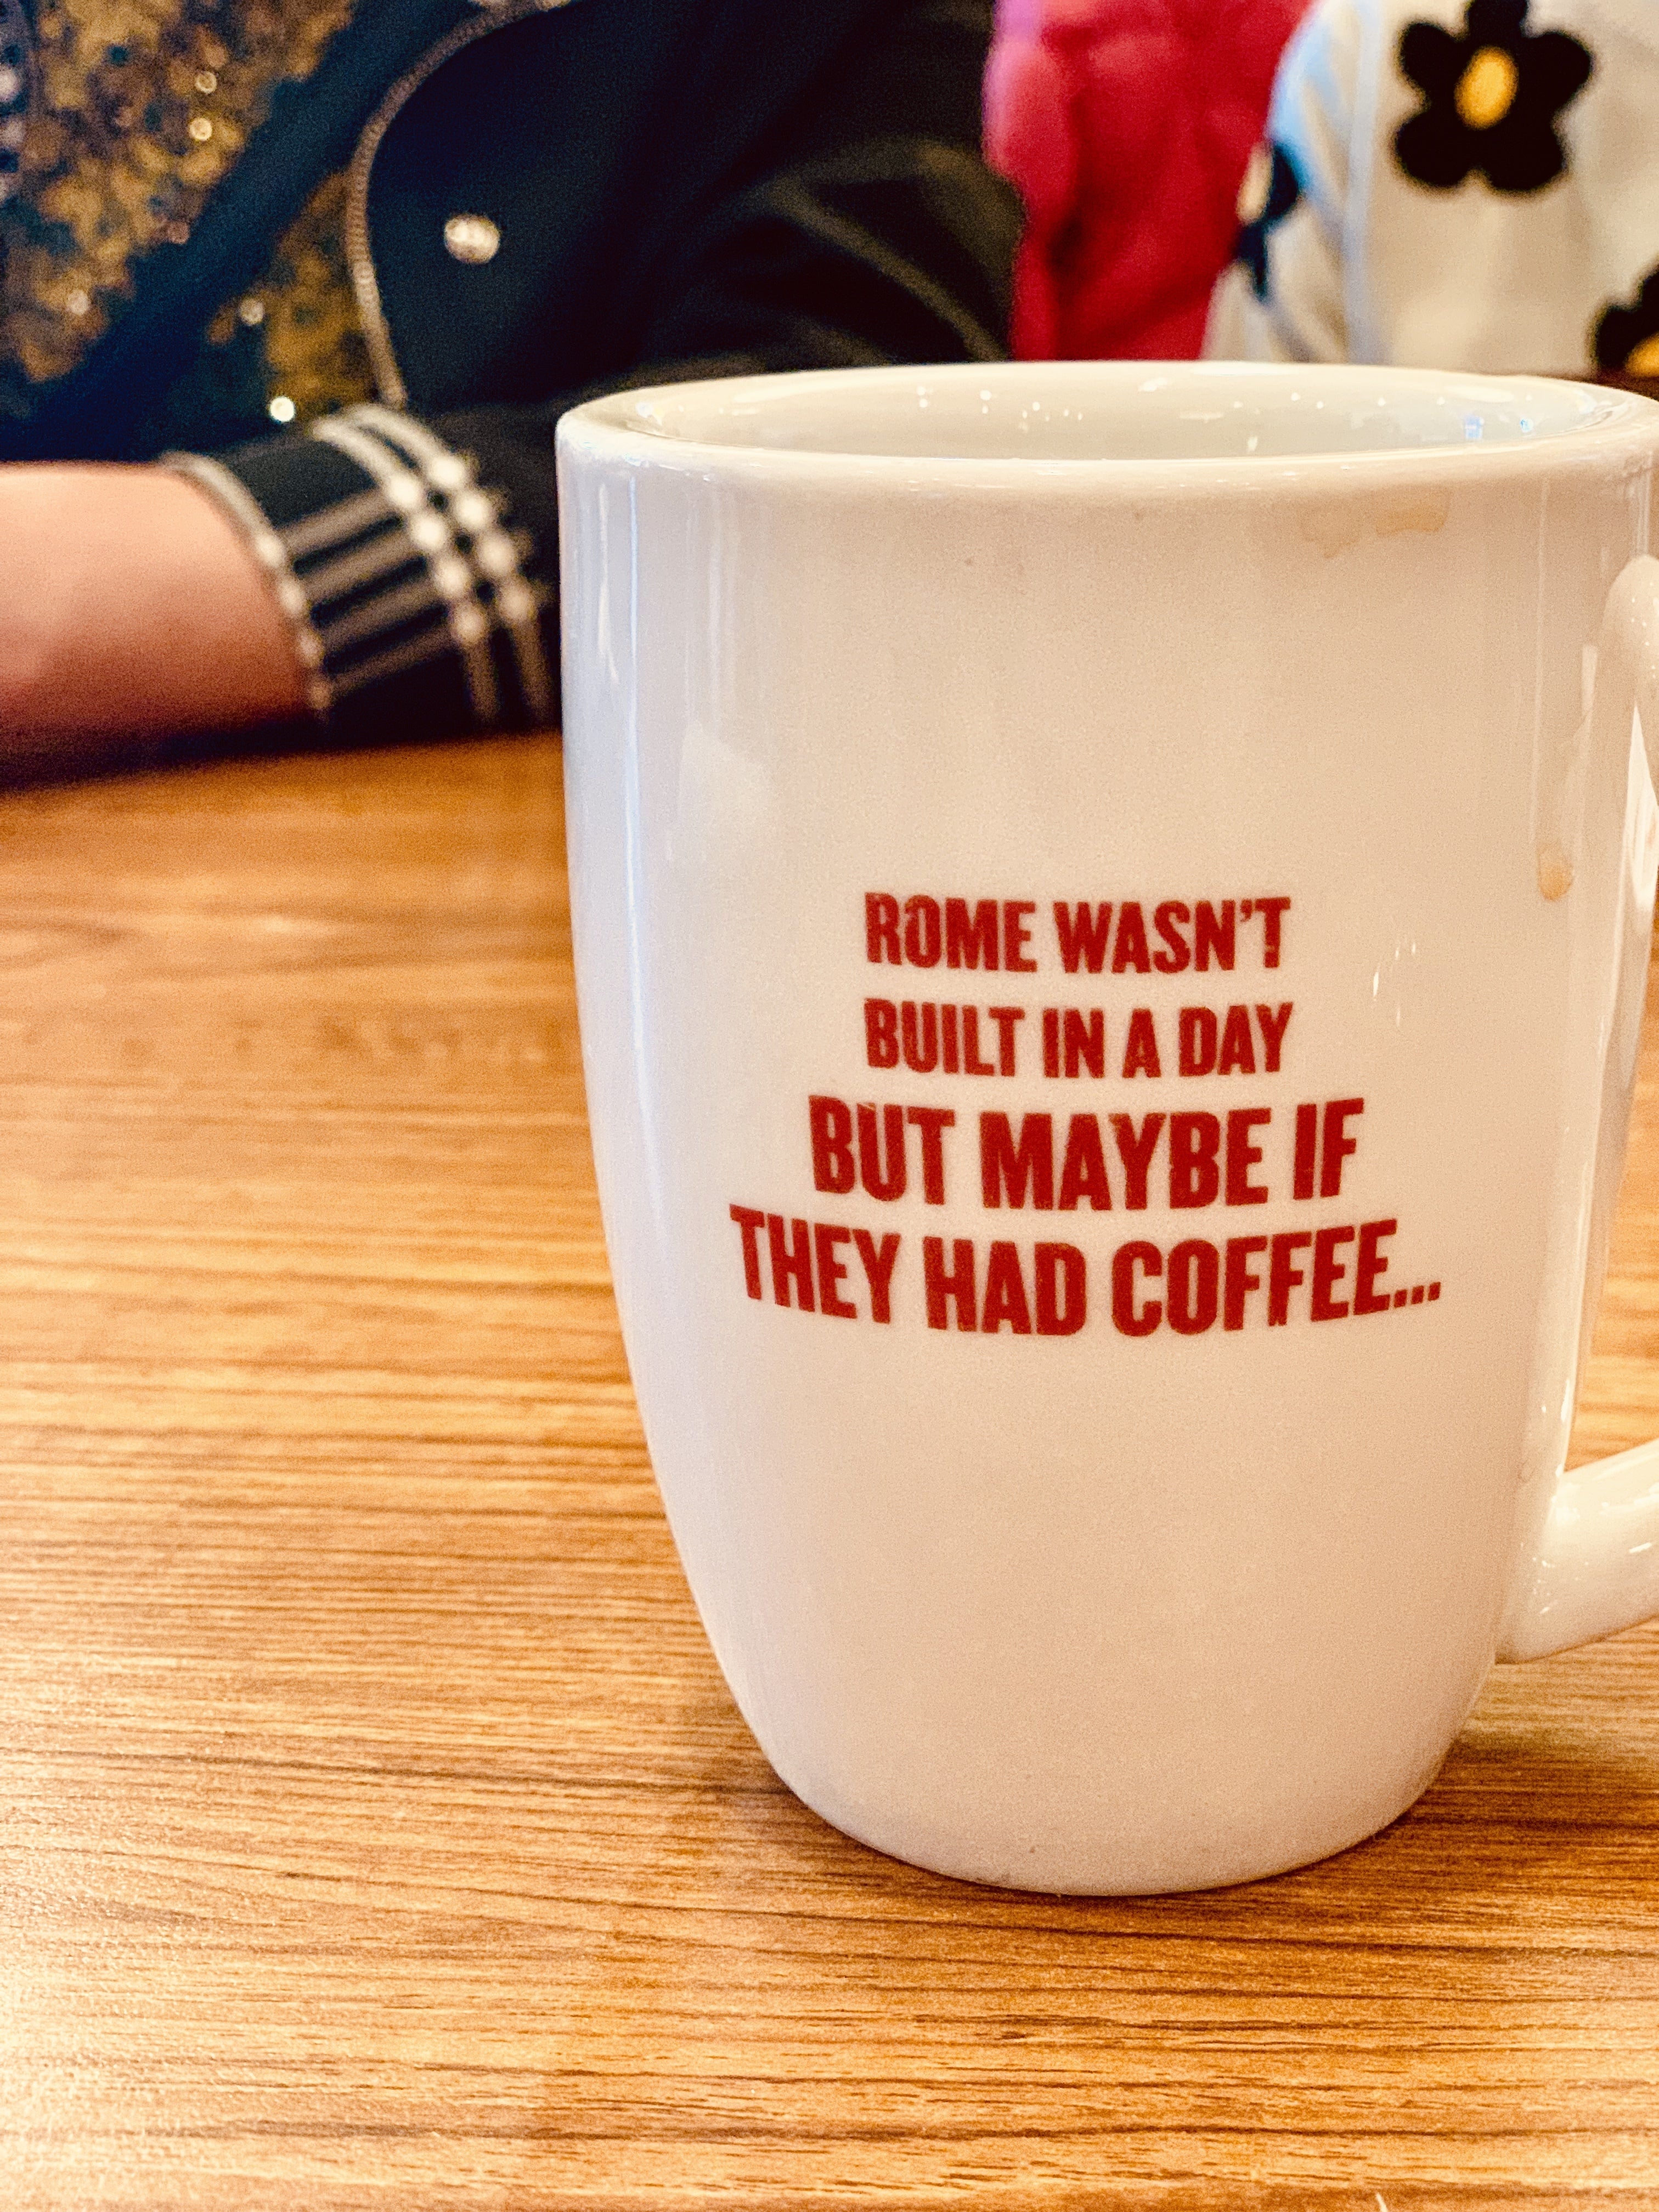 ROME WASN'T
BUILT IN A DAY
BUT MAYBE IF
THEY HAD COFFEE...